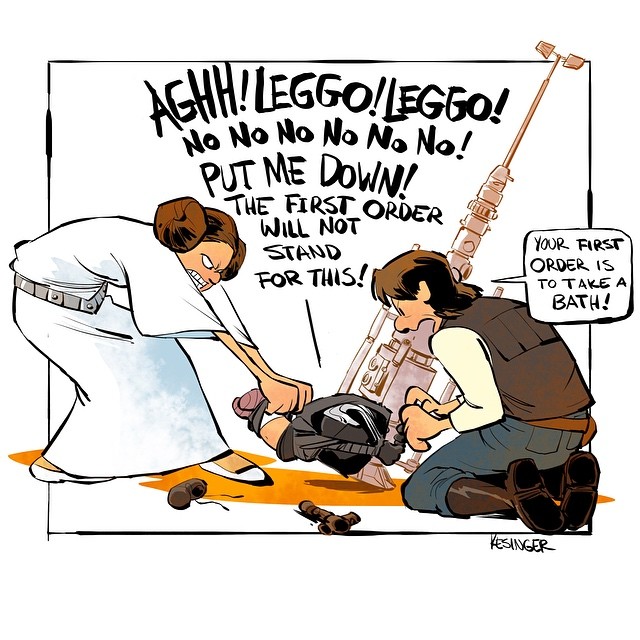 AGHH! LEGGO! LEGGO!
NO NO NO NO NO NO!
PUT ME DOWN!
THE FIRST ORDER
WILL NOT
STAND
FOR THIS!
YOUR FIRST
ORDER IS
TO TAKE A
BATH!
KESINGER